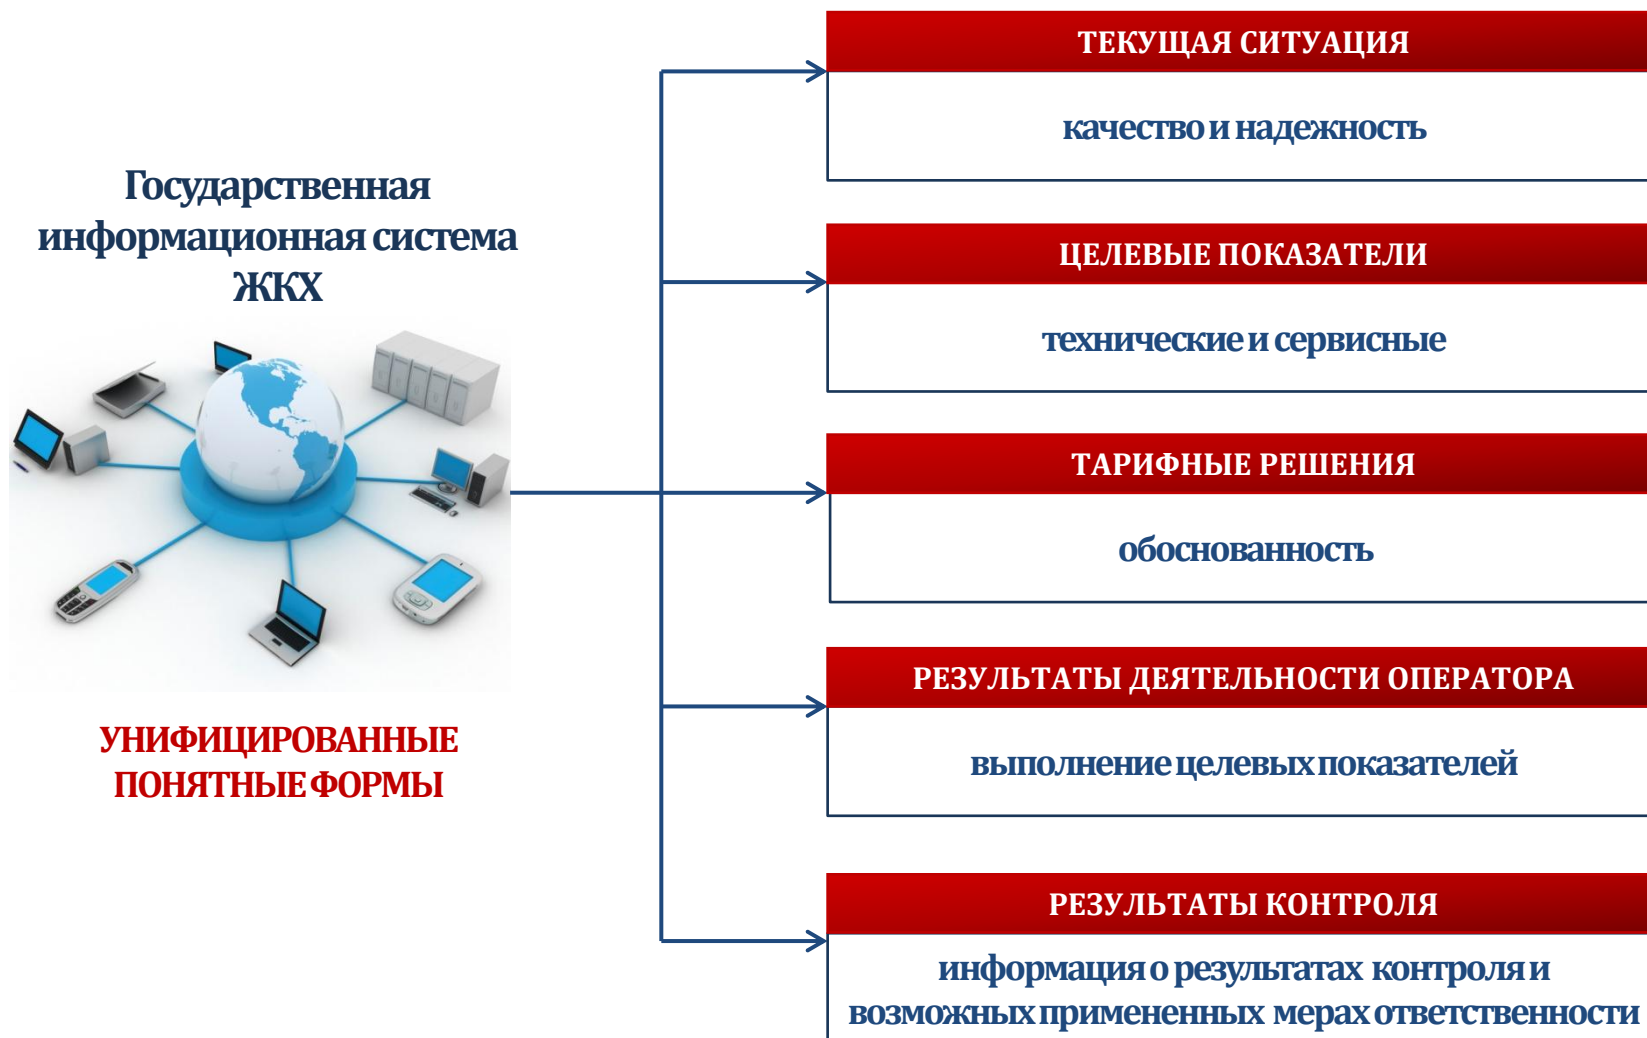 Государственная
информационная система
ЖКХ
УНИФИЦИРОВАННЫЕ
ПОНЯТНЫЕ ФОРМЫ
ТЕКУЩАЯ СИТУАЦИЯ
качество и надежность
ЦЕЛЕВЫЕ ПОКАЗАТЕЛИ
технические и сервисные
ТАРИФНЫЕ РЕШЕНИЯ
обоснованность
РЕЗУЛЬТАТЫ ДЕЯТЕЛЬНОСТИ ОПЕРАТОРА
выполнение целевых показателей
РЕЗУЛЬТАТЫ КОНТРОЛЯ
информация о результатах контроля и
возможных примененных мерах ответственности